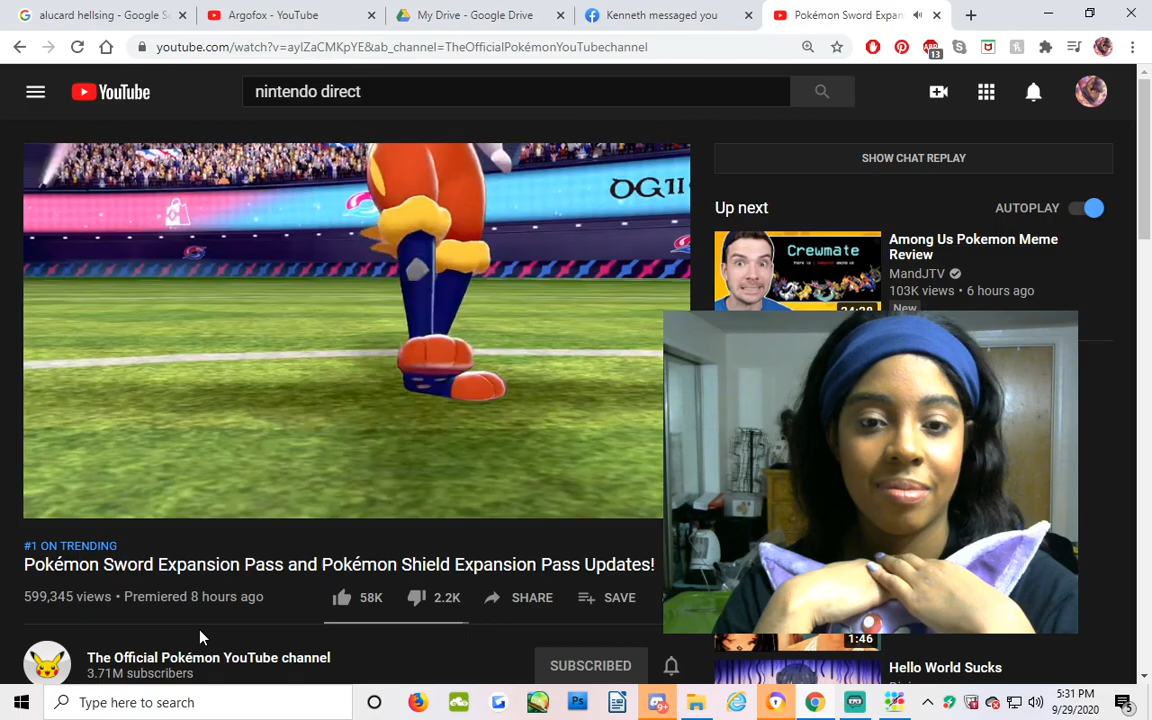 alucard hellsing - Google Se
Argofox - YouTube
My Drive - Google Drive
Kenneth messaged you
Pokémon Sword Expan
youtube.com/watch?v=ayIZaCMKpYE&ab_channel=TheOfficialPokémonYouTubechannel
13
YouTube
nintendo direct
SHOW CHAT REPLAY
Up next
AUTOPLAY
Crewmate
Among Us Pokemon Meme
Review
MandJTV
103K views • 6 hours ago
New
#1 ON TRENDING
Pokémon Sword Expansion Pass and Pokémon Shield Expansion Pass Updates!
599,345 views • Premiered 8 hours ago
58K
2.2K
SHARE
SAVE
1:46
The Official Pokémon YouTube channel
3.71M subscribers
SUBSCRIBED
Hello World Sucks
Type here to search
9+
5:31 PM
9/29/2020
5